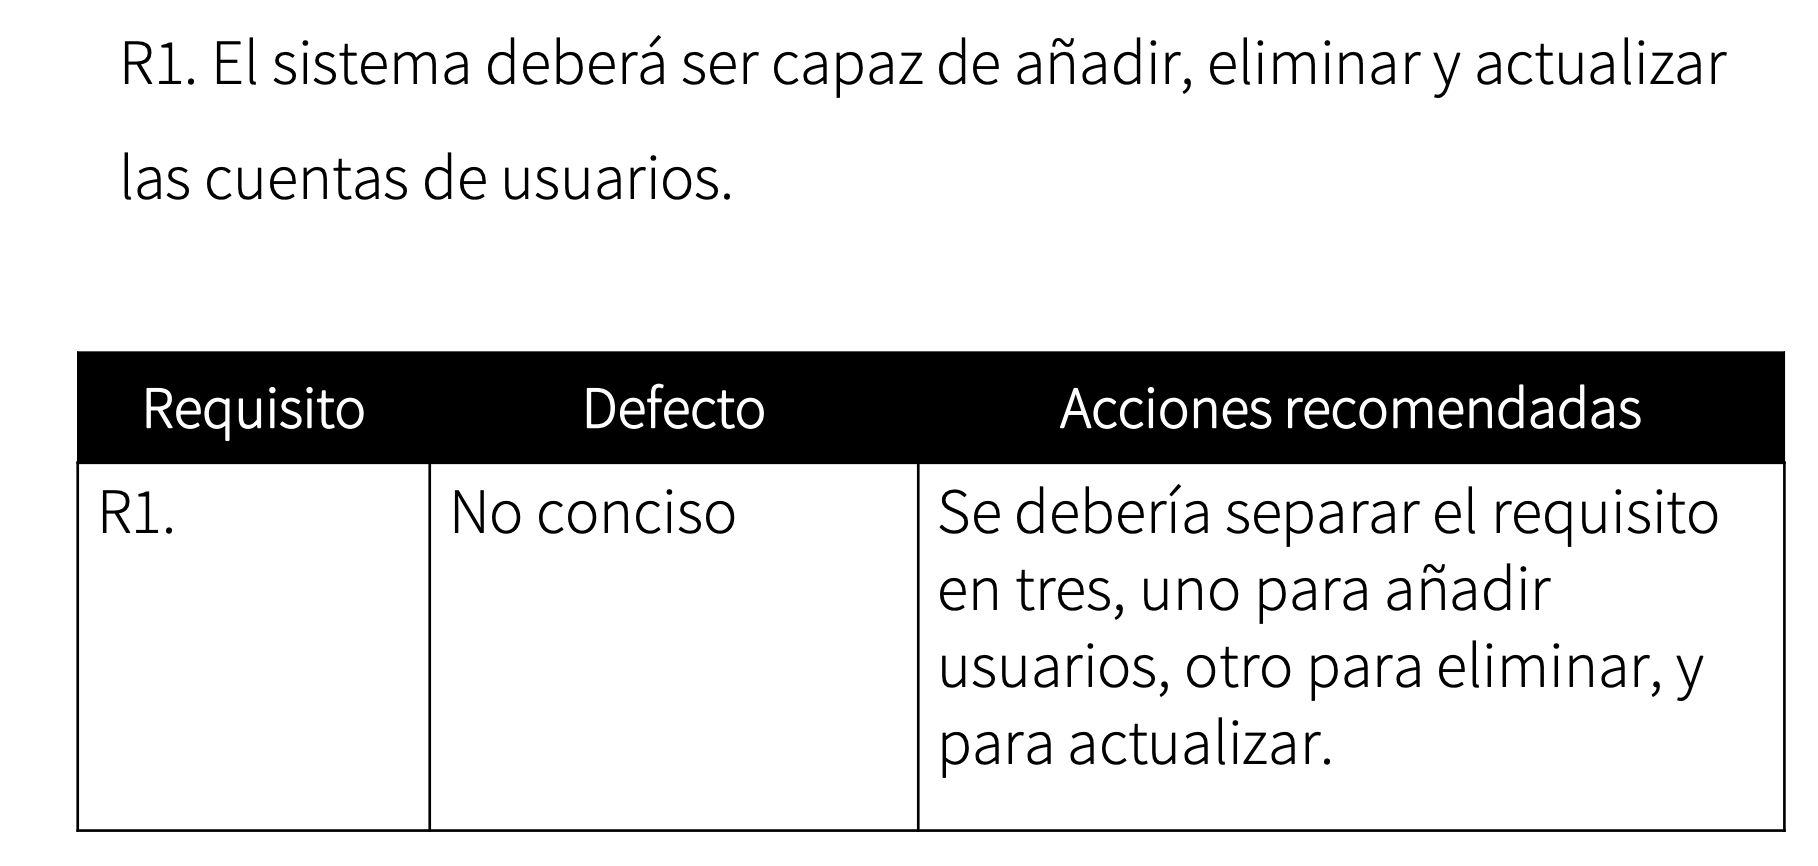 R1. El sistema deberá ser capaz de añadir, eliminar y actualizar
las cuentas de usuarios.
Requisito Defecto Acciones recomendadas
R1. No conciso Se debería separar el requisito
en tres, uno para añadir
usuarios, otro para eliminar, y
para actualizar.